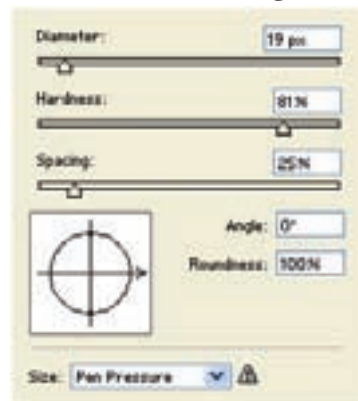 Diameter: 19 px
Hardness: 81%
Spacing: 25%
Angle: 0°
Roundness: 100%
Size: Pen Pressure